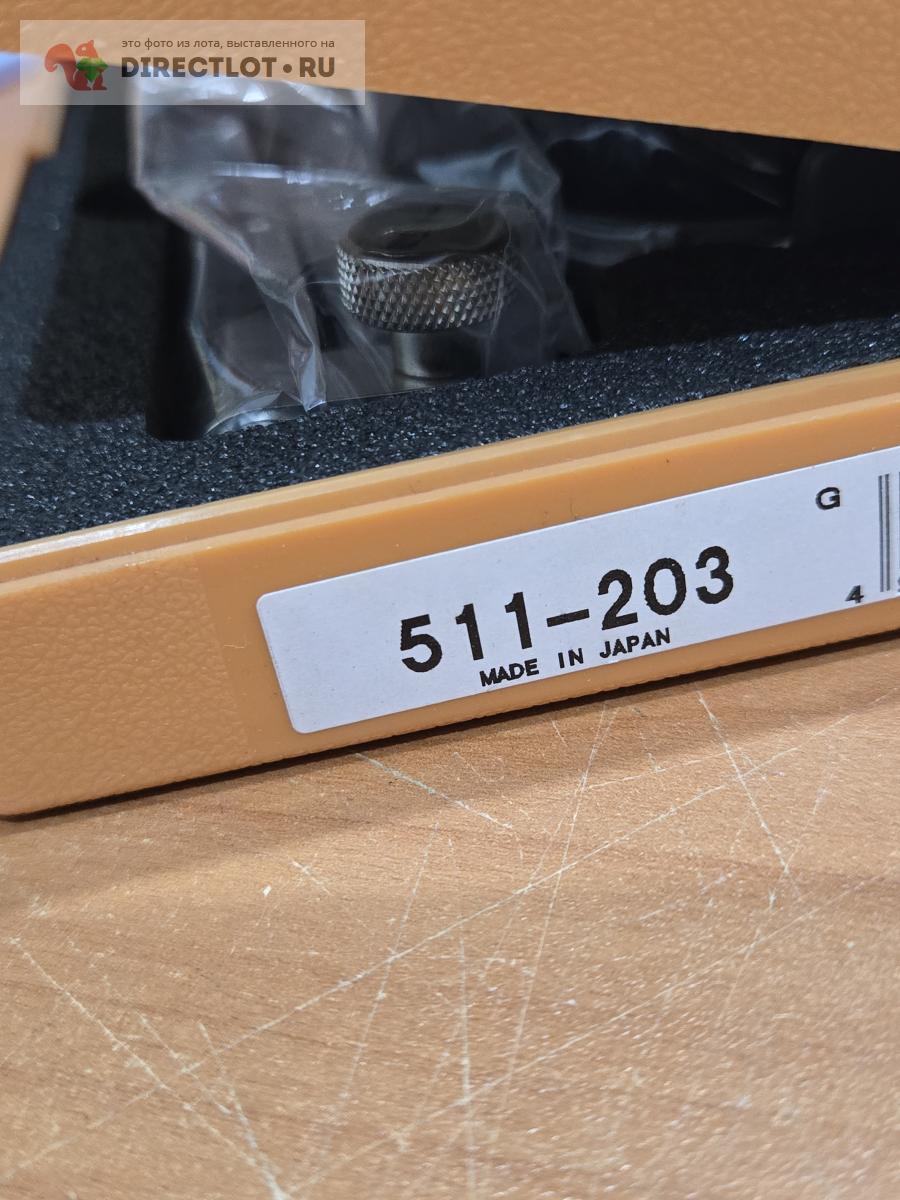 это фото из лота, выставленного на
DIRECTLOT•RU
G
511-203
4
MADE IN JAPAN